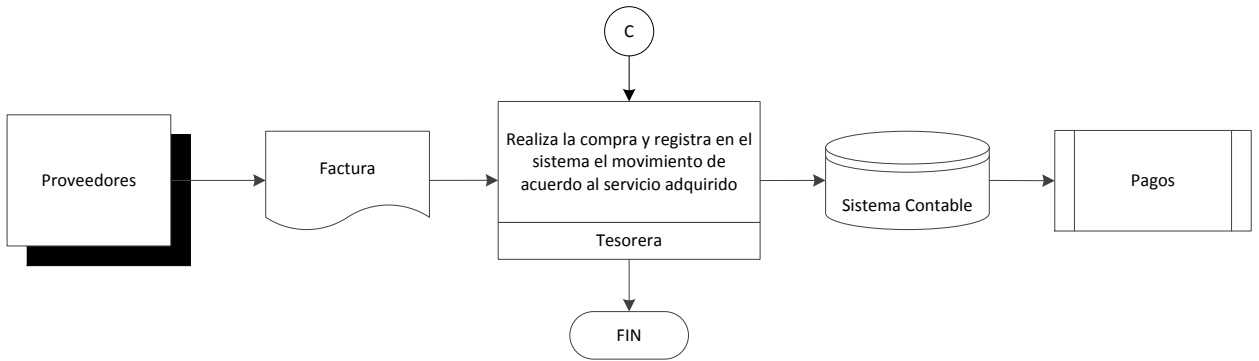 C
Proveedores
Factura
Realiza la compra y registra en el
sistema el movimiento de
acuerdo al servicio adquirido
Tesorera
Sistema Contable
Pagos
FIN